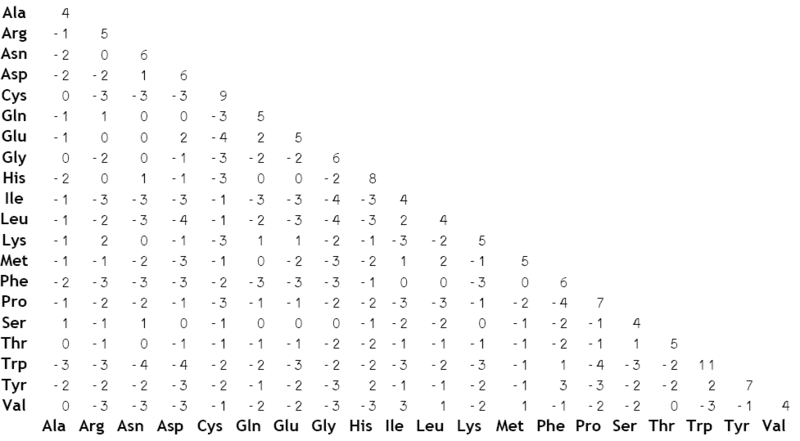 Ala 4
Arg -1 5
Asn -2 0 6
Asp -2 -2 1 6
Cys 0 -3 -3 -3 9
Gln -1 1 0 0 -3 5
Glu -1 0 0 2 -4 2 5
Gly 0 -2 0 -1 -3 -2 -2 6
His -2 0 1 -1 -3 0 0 -2 8
Ile -1 -3 -3 -3 -1 -3 -3 -4 -3 4
Leu -1 -2 -3 -4 -1 -2 -3 -4 -3 2 4
Lys -1 2 0 -1 -3 1 1 -2 -1 -3 -2 5
Met -1 -1 -2 -3 -1 0 -2 -3 -2 1 2 -1 5
Phe -2 -3 -3 -3 -2 -3 -3 -3 -1 0 0 -3 0 6
Pro -1 -2 -2 -1 -3 -1 -1 -2 -2 -3 -3 -1 -2 -4 7
Ser 1 -1 1 0 -1 0 0 0 -1 -2 -2 0 -1 -2 -1 4
Thr 0 -1 0 -1 -1 -1 -1 -2 -2 -1 -1 -1 -1 -2 -1 1 5
Trp -3 -3 -4 -4 -2 -2 -3 -2 -2 -3 -2 -3 -1 1 -4 -3 -2 11
Tyr -2 -2 -2 -3 -2 -1 -2 -3 2 -1 -1 -2 -1 3 -3 -2 -2 2 7
Val 0 -3 -3 -3 -1 -2 -2 -3 -3 3 1 -2 1 -1 -2 -2 0 -3 -1 4
Ala Arg Asn Asp Cys Gln Glu Gly His Ile Leu Lys Met Phe Pro Ser Thr Trp Tyr Val